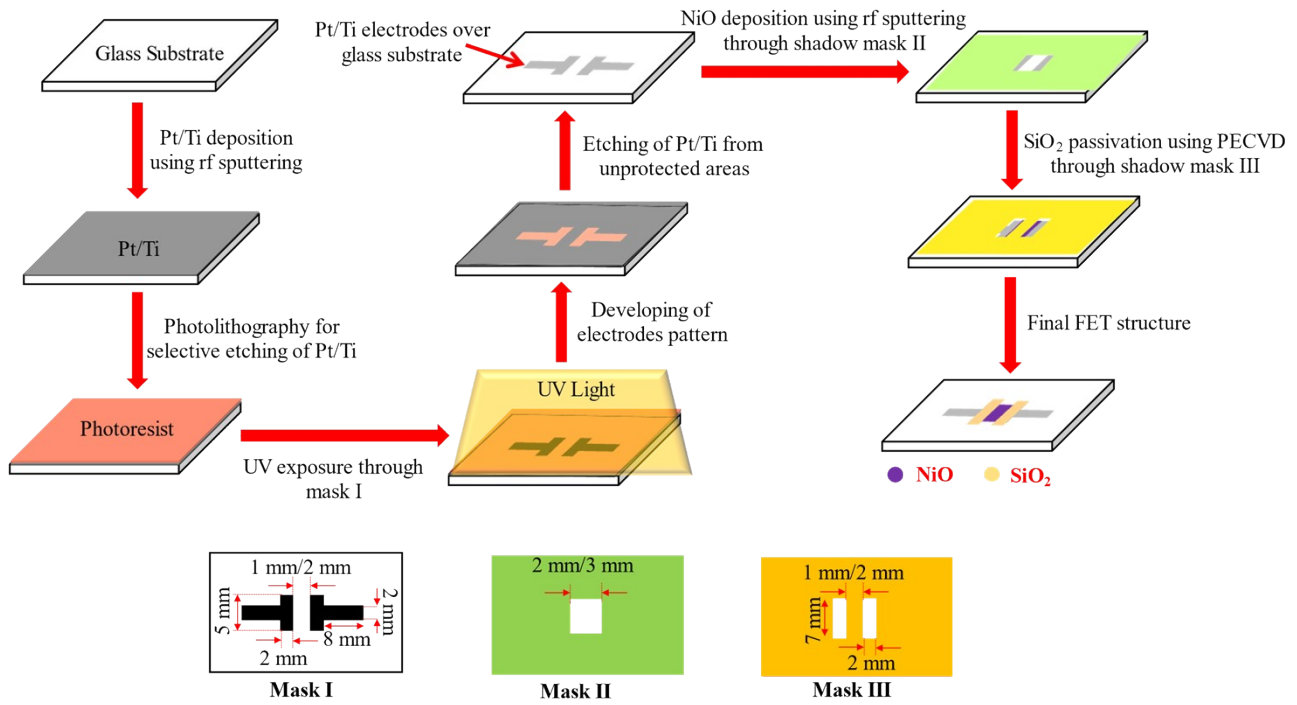 Glass Substrate
Pt/Ti deposition
using rf sputtering
Pt/Ti
Photolithography for
selective etching of Pt/Ti
Photoresist
UV exposure through
mask I
UV Light
Developing of
electrodes pattern
Etching of Pt/Ti from
unprotected areas
Pt/Ti electrodes over
glass substrate
NiO deposition using rf sputtering
through shadow mask II
SiO₂ passivation using PECVD
through shadow mask III
Final FET structure
NiO
SiO₂
1 mm/2 mm
5 mm
2 mm
8 mm
2 mm
Mask I
2 mm/3 mm
Mask II
1 mm/2 mm
7 mm
2 mm
Mask III